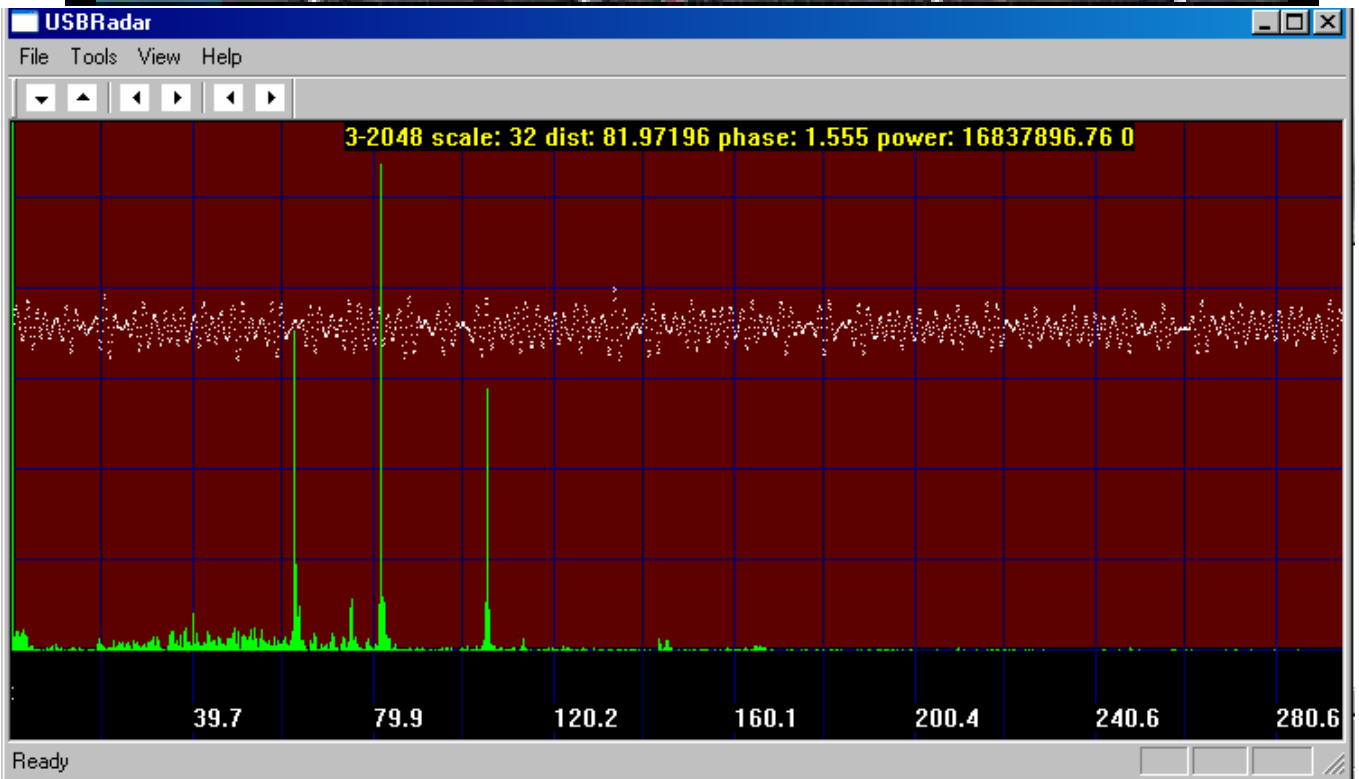 USBRadar
File Tools View Help
3-2048 scale: 32 dist: 81.97196 phase: 1.555 power: 16837896.76 0
39.7 79.9 120.2 160.1 200.4 240.6 280.6
Ready